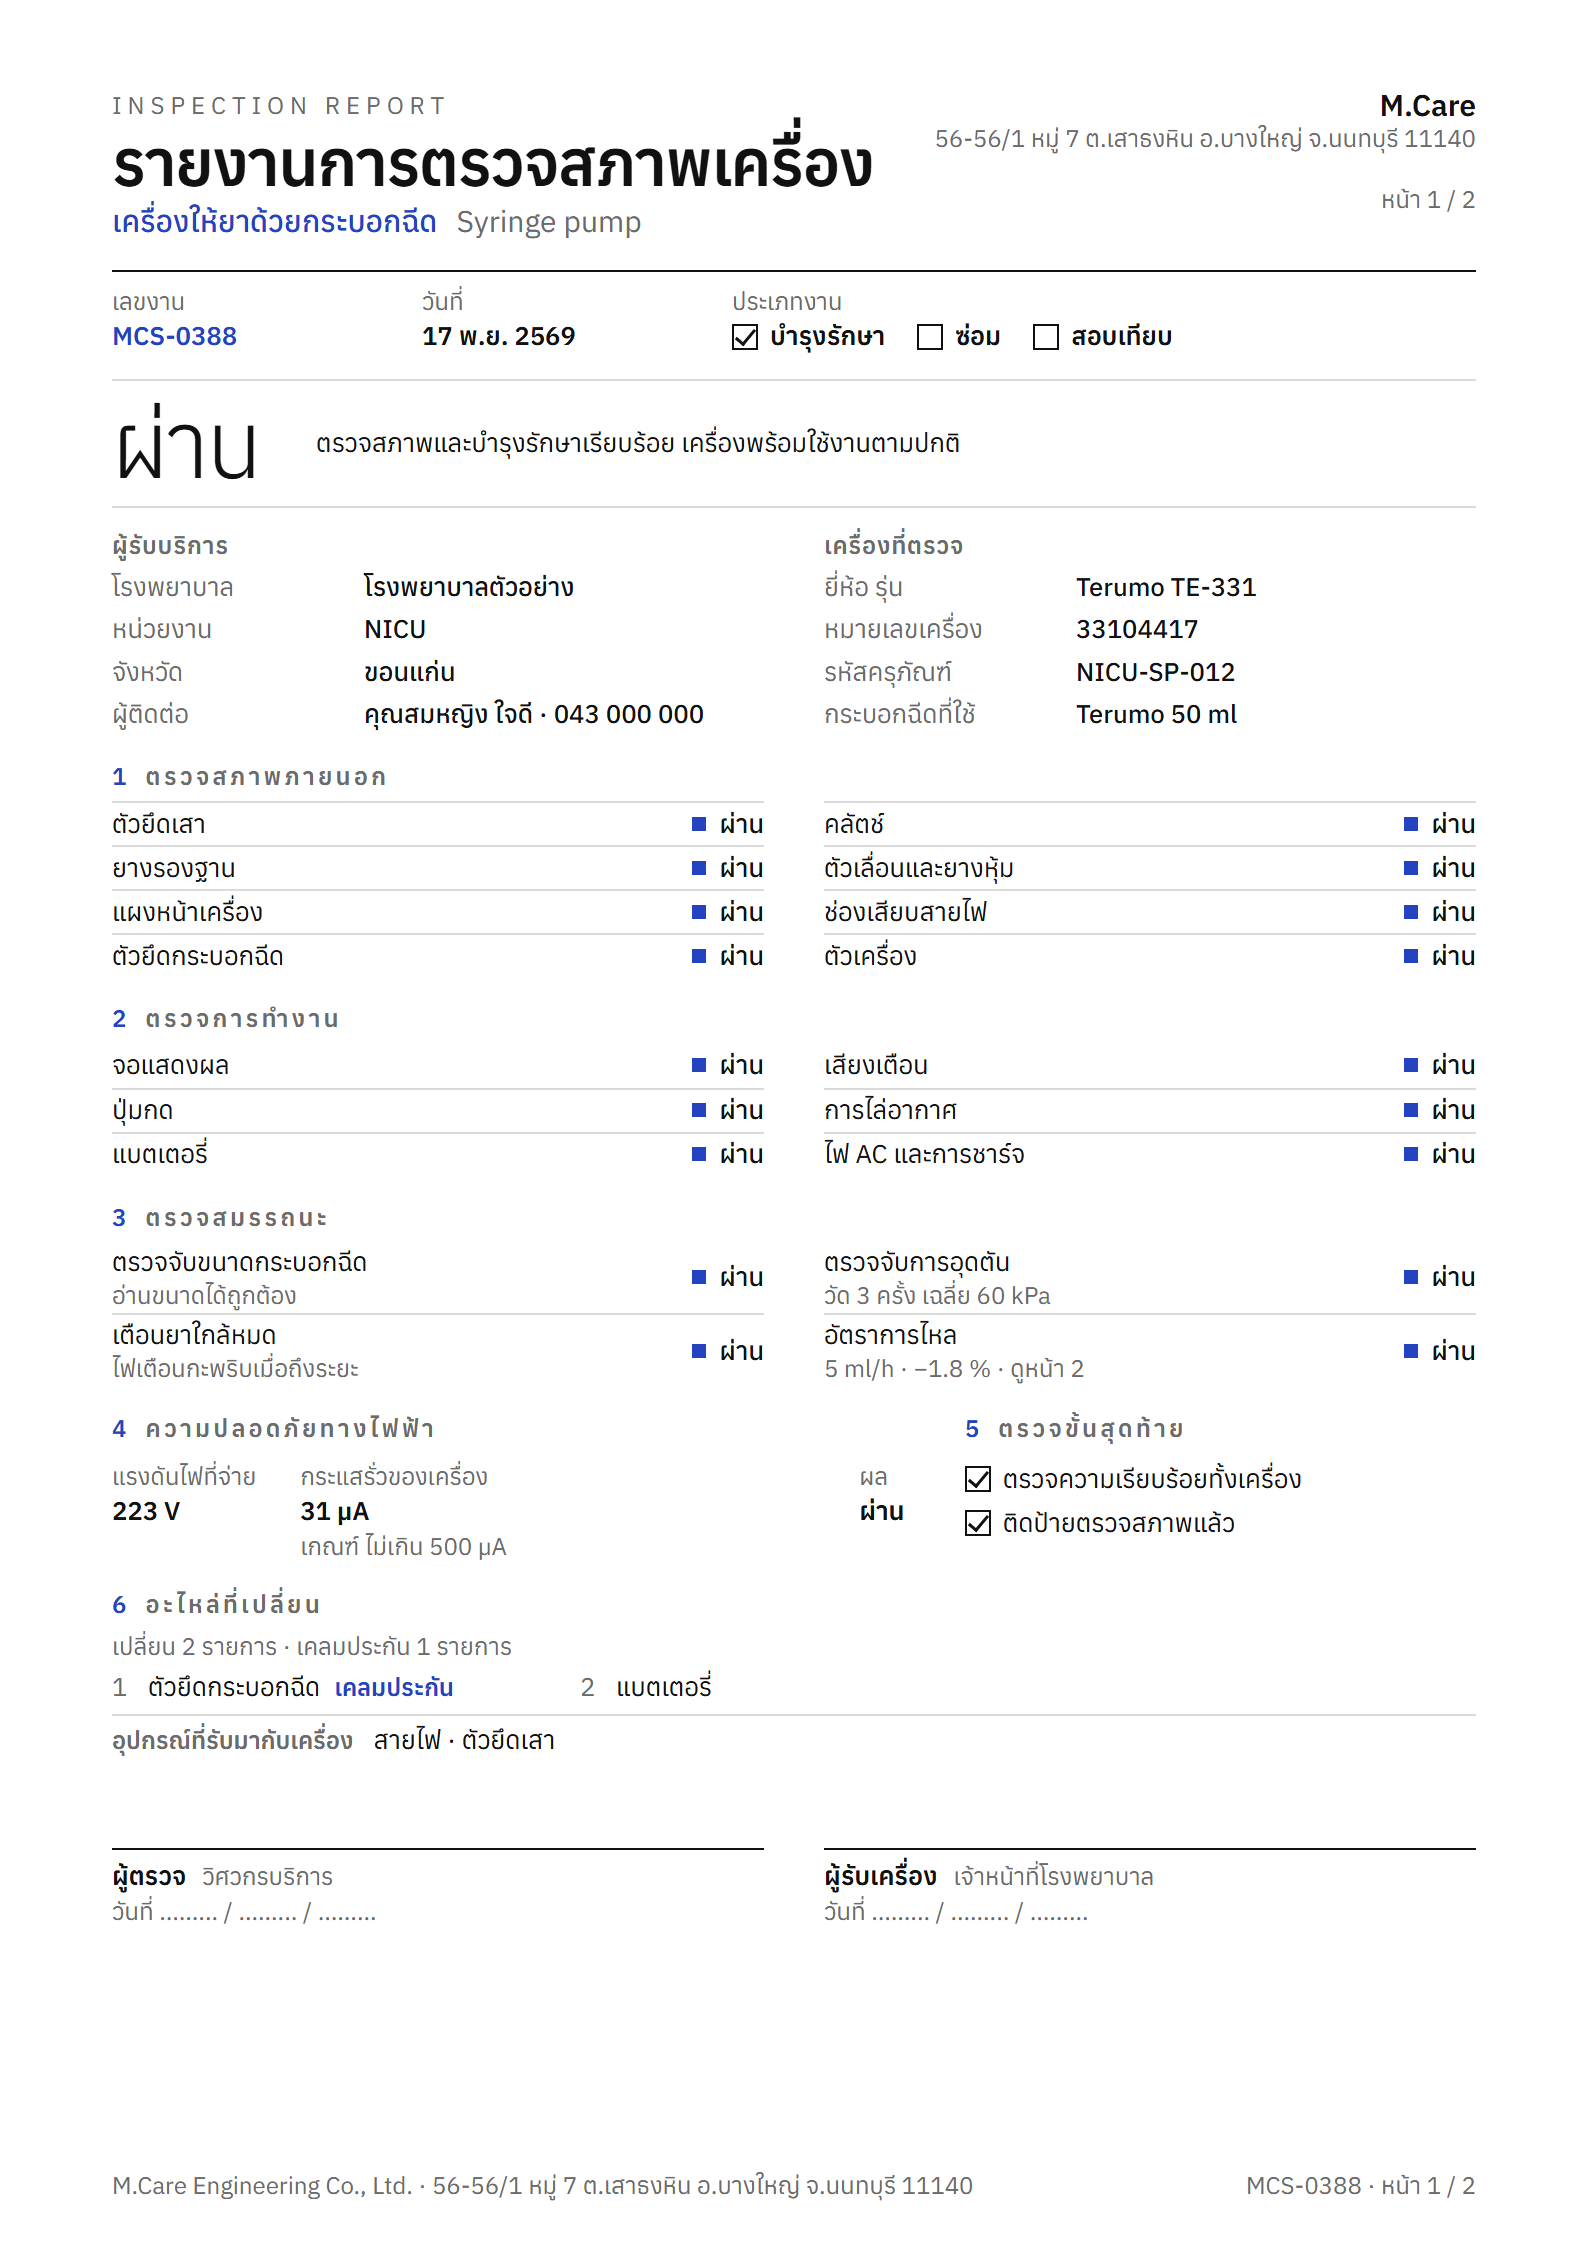 INSPECTION REPORT
รายงานการตรวจสภาพเครื่อง
เครื่องให้ยาด้วยกระบอกฉีด Syringe pump
M.Care
56-56/1 หมู่ 7 ต.เสาธงหิน อ.บางใหญ่ จ.นนทบุรี 11140
หน้า 1 / 2
เลขงาน วันที่ ประเภทงาน
MCS-0388 17 พ.ย. 2569 บำรุงรักษา ซ่อม สอบเทียบ
ผ่าน ตรวจสภาพและบำรุงรักษาเรียบร้อย เครื่องพร้อมใช้งานตามปกติ
ผู้รับบริการ
โรงพยาบาล โรงพยาบาลตัวอย่าง
หน่วยงาน NICU
จังหวัด ขอนแก่น
ผู้ติดต่อ คุณสมหญิง ใจดี · 043 000 000
เครื่องที่ตรวจ
ยี่ห้อ รุ่น Terumo TE-331
หมายเลขเครื่อง 33104417
รหัสครุภัณฑ์ NICU-SP-012
กระบอกฉีดที่ใช้ Terumo 50 ml
1 ตรวจสภาพภายนอก
ตัวยึดเสา ผ่าน คลัตช์ ผ่าน
ยางรองฐาน ผ่าน ตัวเลื่อนและยางหุ้ม ผ่าน
แผงหน้าเครื่อง ผ่าน ช่องเสียบสายไฟ ผ่าน
ตัวยึดกระบอกฉีด ผ่าน ตัวเครื่อง ผ่าน
2 ตรวจการทำงาน
จอแสดงผล ผ่าน เสียงเตือน ผ่าน
ปุ่มกด ผ่าน การไล่อากาศ ผ่าน
แบตเตอรี่ ผ่าน ไฟ AC และการชาร์จ ผ่าน
3 ตรวจสมรรถนะ
ตรวจจับขนาดกระบอกฉีด ผ่าน
อ่านขนาดได้ถูกต้อง
ตรวจจับการอุดตัน ผ่าน
วัด 3 ครั้ง เฉลี่ย 60 kPa
เตือนยาใกล้หมด ผ่าน
ไฟเตือนกะพริบเมื่อถึงระยะ
อัตราการไหล ผ่าน
5 ml/h · −1.8 % · ดูหน้า 2
4 ความปลอดภัยทางไฟฟ้า
แรงดันไฟที่จ่าย กระแสรั่วของเครื่อง ผล
223 V 31 µA ผ่าน
เกณฑ์ ไม่เกิน 500 µA
5 ตรวจขั้นสุดท้าย
ตรวจความเรียบร้อยทั้งเครื่อง
ติดป้ายตรวจสภาพแล้ว
6 อะไหล่ที่เปลี่ยน
เปลี่ยน 2 รายการ · เคลมประกัน 1 รายการ
1 ตัวยึดกระบอกฉีด เคลมประกัน 2 แบตเตอรี่
อุปกรณ์ที่รับมากับเครื่อง สายไฟ · ตัวยึดเสา
ผู้ตรวจ วิศวกรบริการ
วันที่ ......... / ......... / .........
ผู้รับเครื่อง เจ้าหน้าที่โรงพยาบาล
วันที่ ......... / ......... / .........
M.Care Engineering Co., Ltd. · 56-56/1 หมู่ 7 ต.เสาธงหิน อ.บางใหญ่ จ.นนทบุรี 11140 MCS-0388 · หน้า 1 / 2